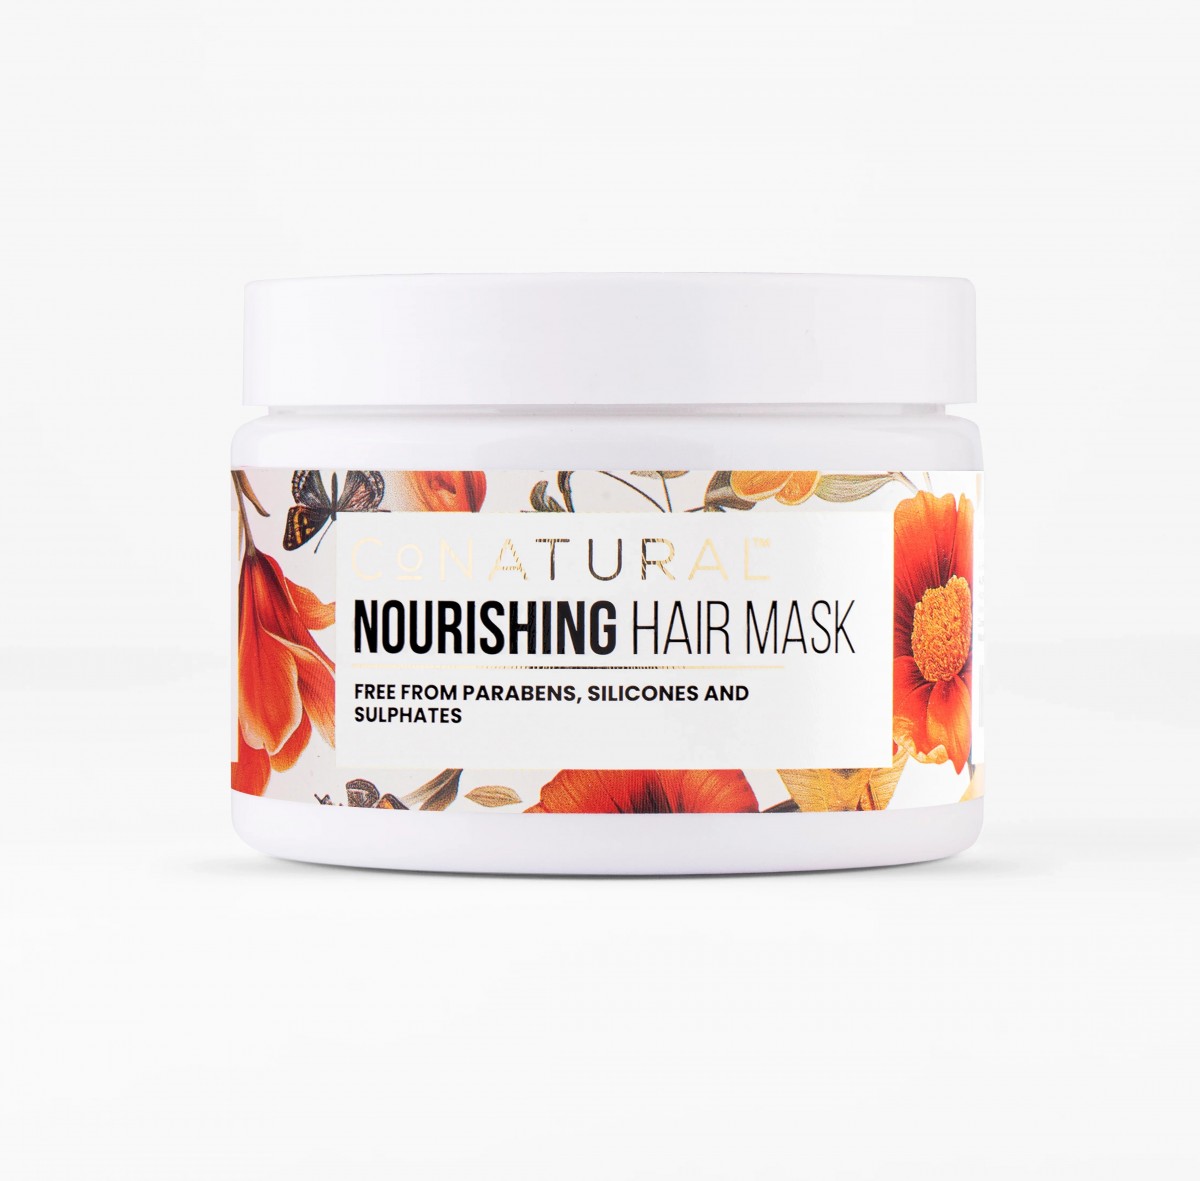 CoNATURAL™
NOURISHING HAIR MASK
FREE FROM PARABENS, SILICONES AND
SULPHATES